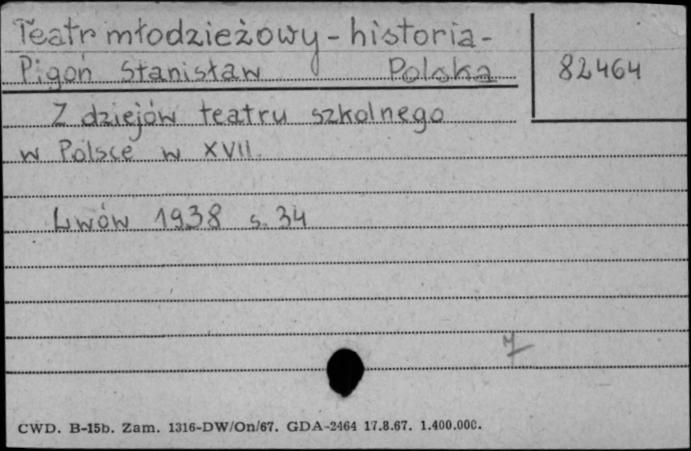 Teatr młodzieżowy - historia -
Pigoń Stanisław Polska 82464
Z dziejów teatru szkolnego
w Polsce w XVII.
Lwów 1938 s. 34
CWD. B-15b. Zam. 1316-DW/On/67. GDA-2464 17.8.67. 1.400.000.